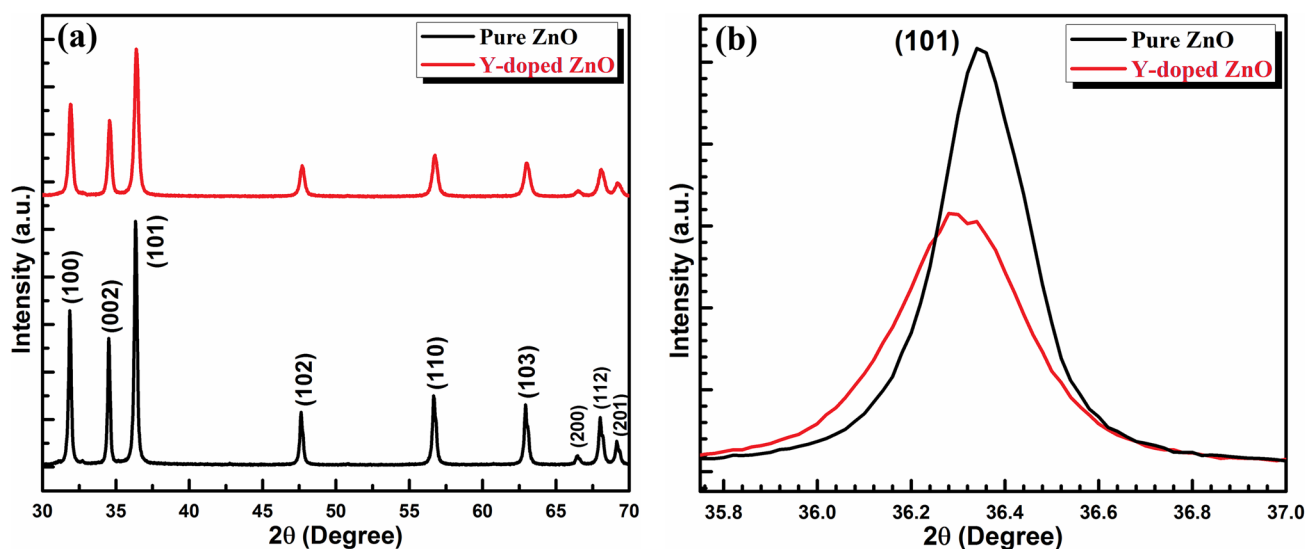 (a)
Pure ZnO
Y-doped ZnO
(100)
(002)
(101)
(102)
(110)
(103)
(200)
(112)
(201)
Intensity (a.u.)
30 35 40 45 50 55 60 65 70
2θ (Degree)
(b)
(101)
Pure ZnO
Y-doped ZnO
Intensity (a.u.)
35.8 36.0 36.2 36.4 36.6 36.8 37.0
2θ (Degree)